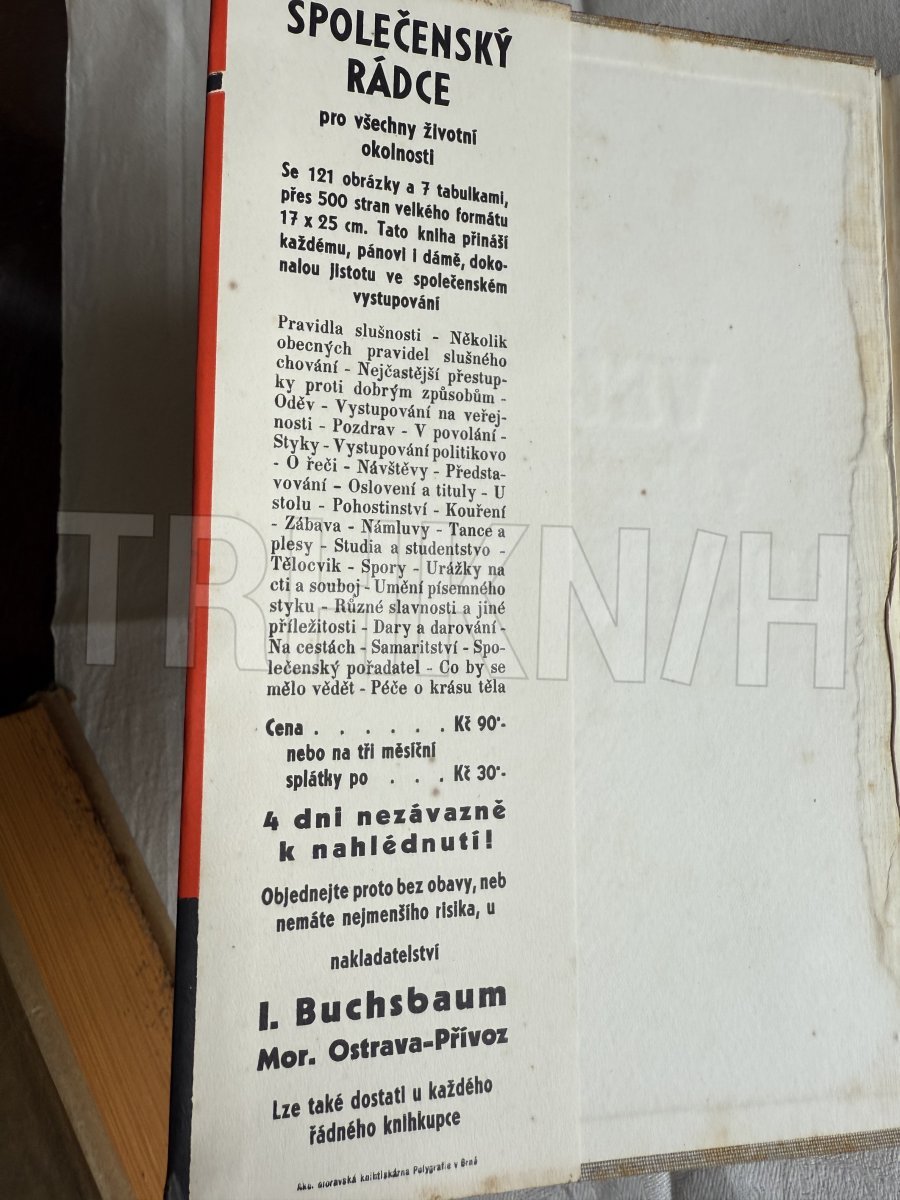 SPOLEČENSKÝ
RÁDCE
pro všechny životní
okolnosti
Se 121 obrázky a 7 tabulkami,
přes 500 stran velkého formátu
17 x 25 cm. Tato kniha přináší
každému, pánovi i dámě, doko-
nalou jistotu ve společenském
vystupování
Pravidla slušnosti - Několik
obecných pravidel slušného
chování - Nejčastější přestup-
ky proti dobrým způsobům -
Oděv - Vystupování na veřej-
nosti - Pozdrav - V povolání -
Styky - Vystupování politikovo
- O řeči - Návštěvy - Předsta-
vování - Oslovení a tituly - U
stolu - Pohostinství - Kouření
- Zábava - Námluvy - Tance a
plesy - Studia a studentstvo -
Tělocvik - Spory - Urážky na
cti a souboj - Umění písemného
styku - Různé slavnosti a jiné
příležitosti - Dary a darování -
Na cestách - Samaritství - Spo-
lečenský pořadatel - Co by se
mělo vědět - Péče o krásu těla
Cena . . . . . . Kč 90·-
nebo na tři měsíční
splátky po . . . Kč 30·-
4 dni nezávazně
k nahlédnutí!
Objednejte proto bez obavy, neb
nemáte nejmenšího risika, u
nakladatelství
I. Buchsbaum
Mor. Ostrava-Přívoz
Lze také dostati u každého
řádného knihkupce
Akc. moravská knihtiskárna Polygrafie v Brně